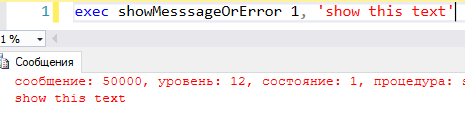 1 exec showMesssageOrError 1, 'show this text'
1 %
Сообщения
сообщение: 50000, уровень: 12, состояние: 1, процедура:
show this text